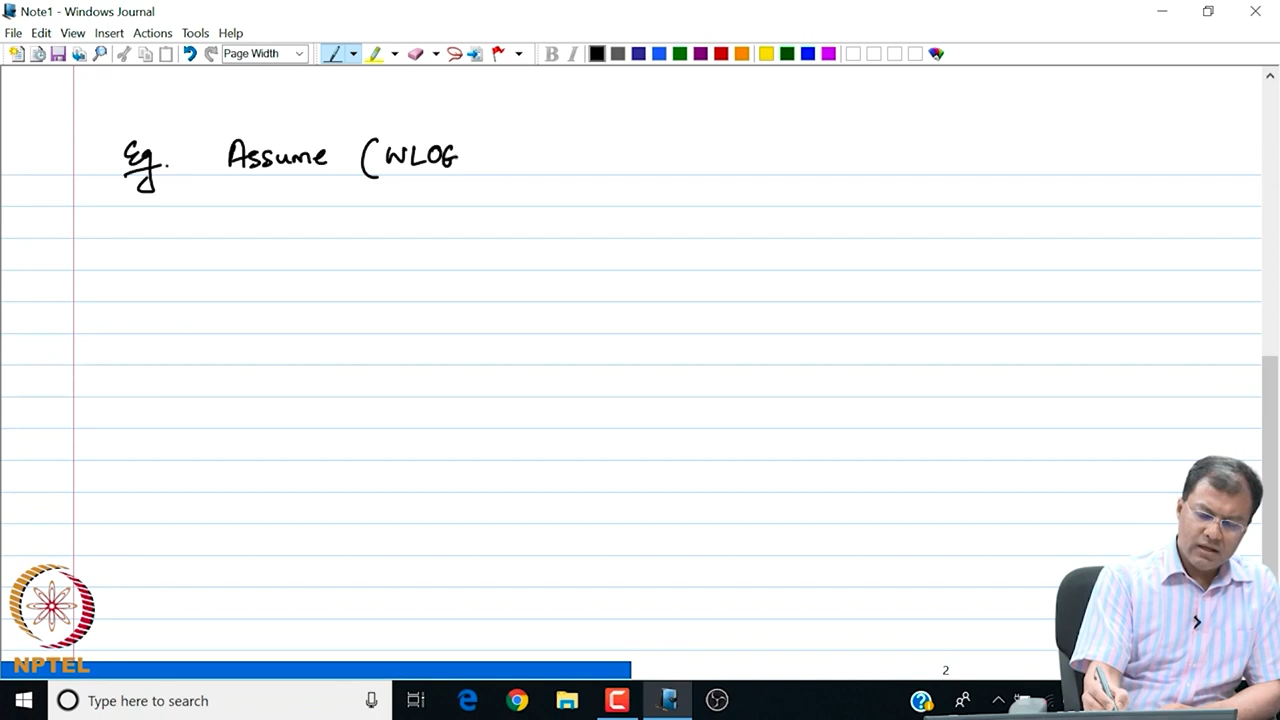 Note1 - Windows Journal
File Edit View Insert Actions Tools Help
Page Width
B I
Eg. Assume (WLOG
NPTEL
2
Type here to search